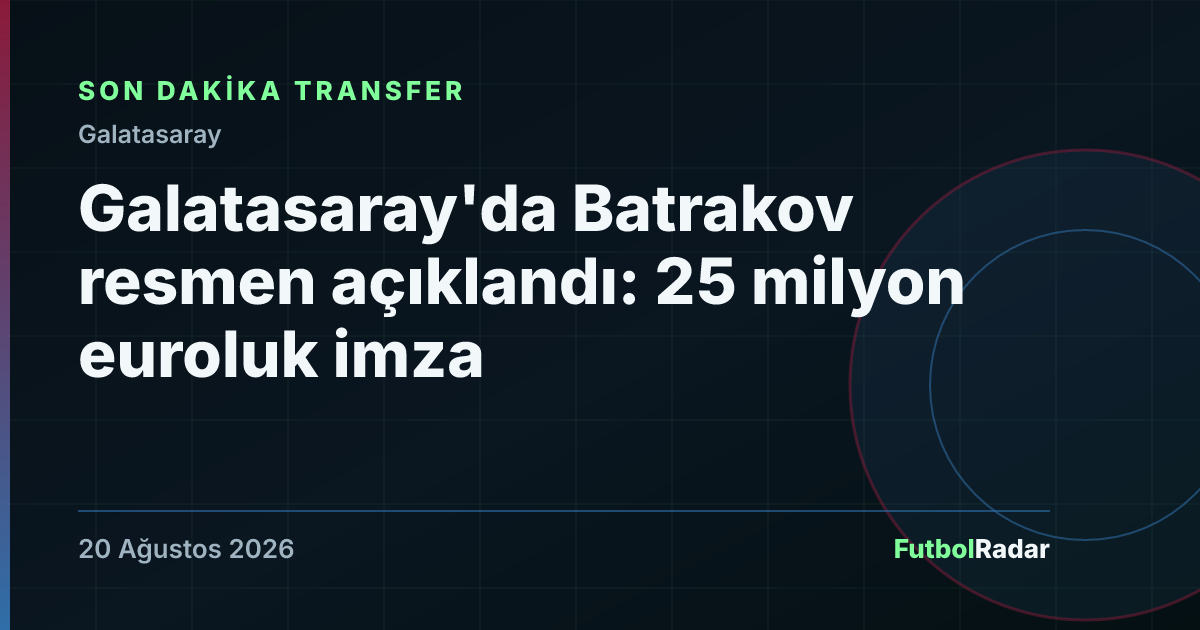 SON DAKİKA TRANSFER
Galatasaray
Galatasaray'da Batrakov
resmen açıklandı: 25 milyon
euroluk imza
20 Ağustos 2026
FutbolRadar